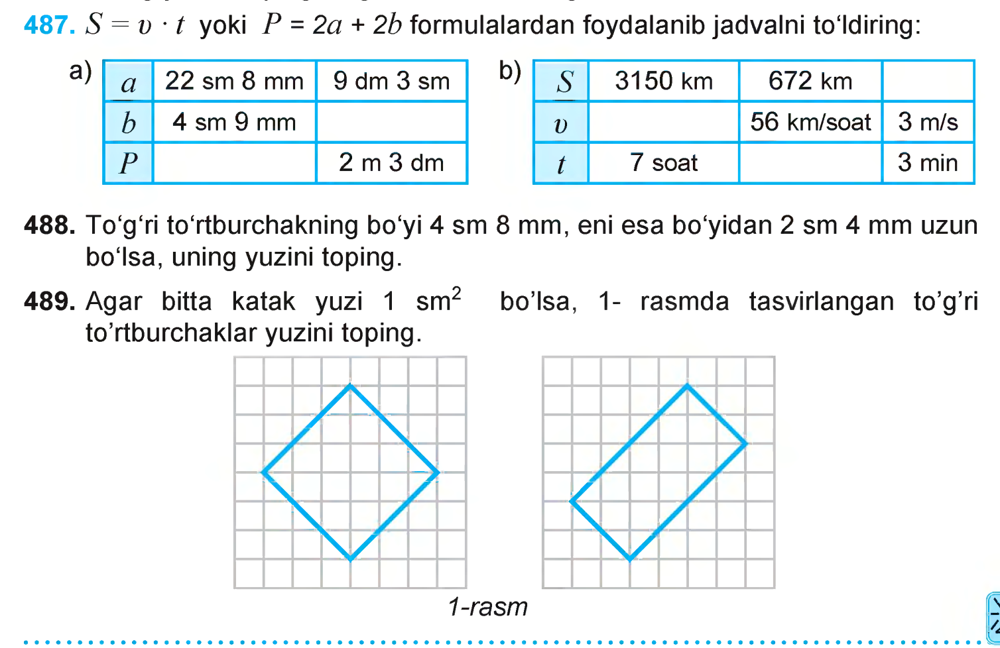 487. S = υ · t yoki P = 2a + 2b formulalardan foydalanib jadvalni to‘ldiring:
a)
a 22 sm 8 mm 9 dm 3 sm
b 4 sm 9 mm
P 2 m 3 dm
b)
S 3150 km 672 km
υ 56 km/soat 3 m/s
t 7 soat 3 min
488. To‘g‘ri to‘rtburchakning bo‘yi 4 sm 8 mm, eni esa bo‘yidan 2 sm 4 mm uzun
bo‘lsa, uning yuzini toping.
489. Agar bitta katak yuzi 1 sm² bo’lsa, 1- rasmda tasvirlangan to’g’ri
to’rtburchaklar yuzini toping.
1-rasm